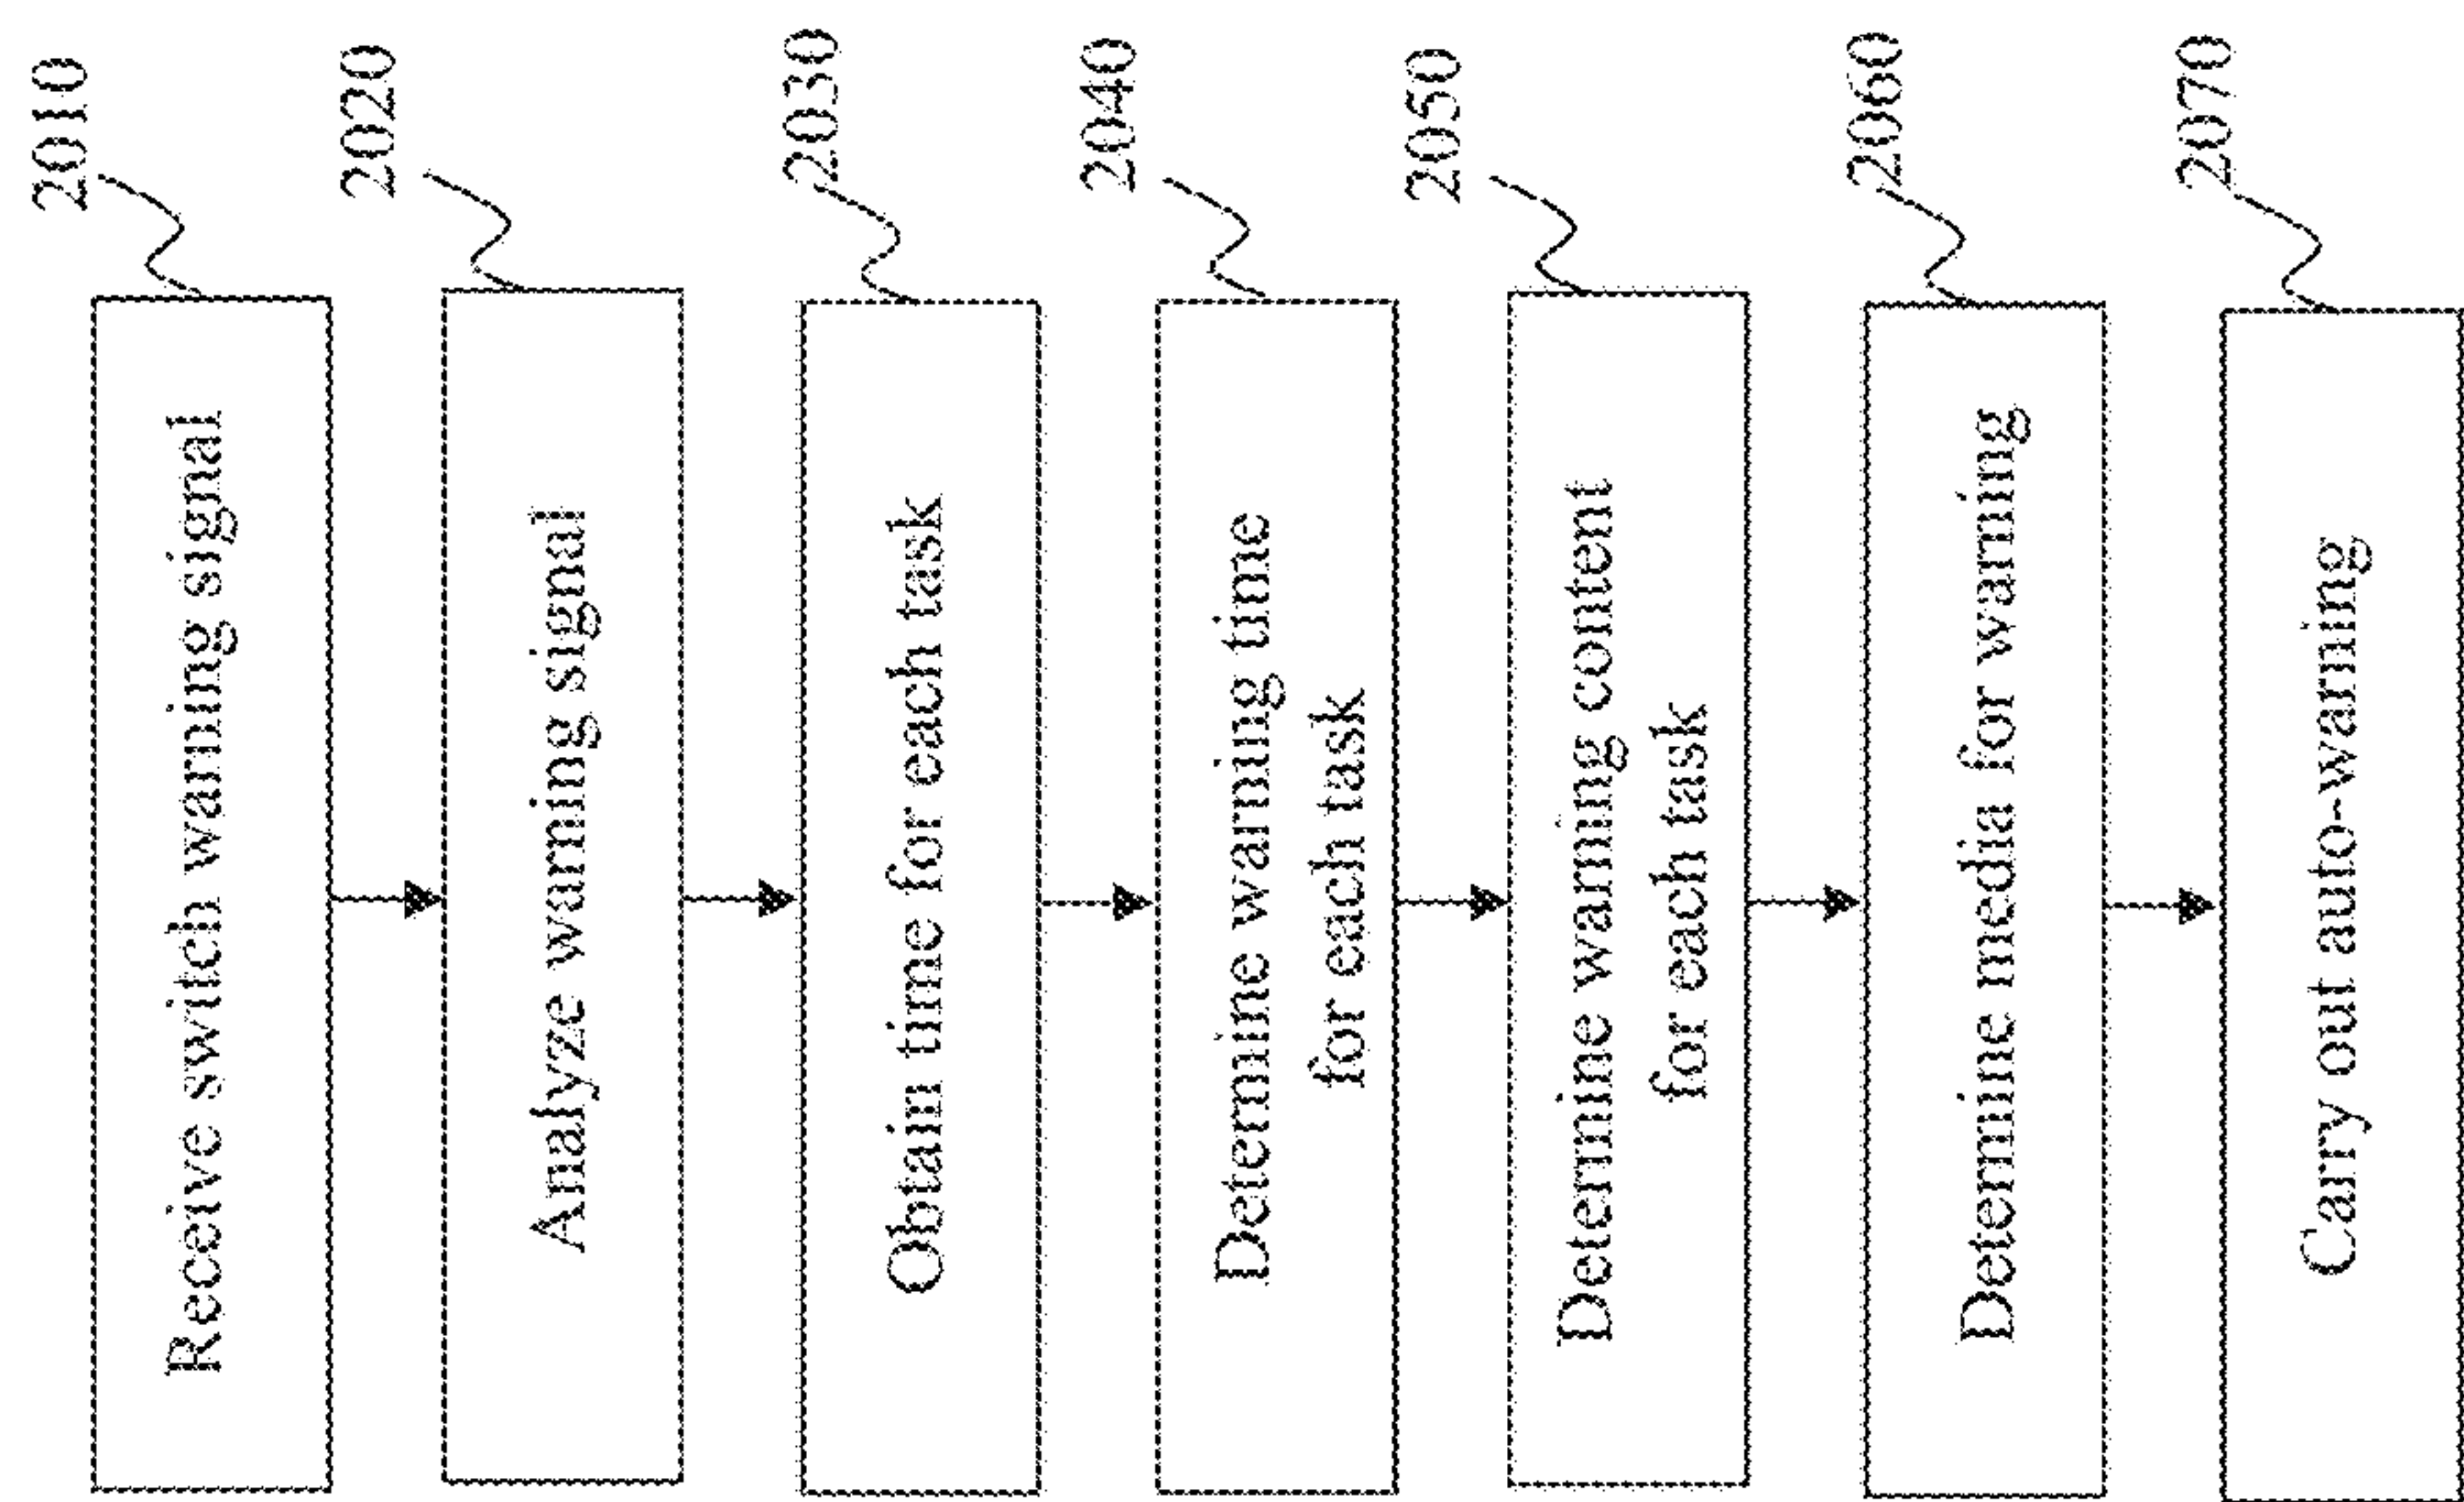 Receive switch warning signal
2010
Analyze warning signal
2020
Obtain time for each task
2030
Determine warning time
for each task
2040
Determine warning content
for each task
2050
Determine media for warning
2060
Carry out auto-warning
2070